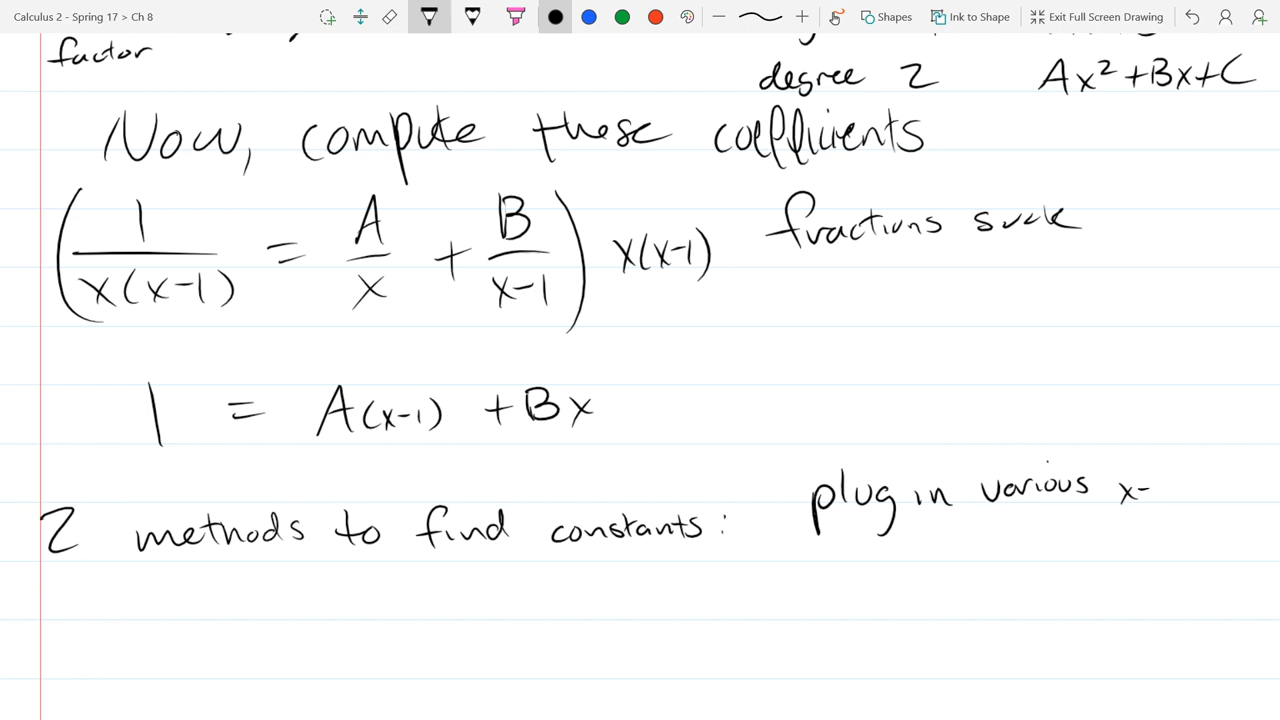 Calculus 2 - Spring 17 > Ch 8
Shapes
Ink to Shape
Exit Full Screen Drawing
factor
degree 2 Ax² + Bx + C
Now, compute these coefficients
( 1/(x(x-1)) = A/x + B/(x-1) ) x(x-1) fractions suck
1 = A(x-1) + Bx
plug in various x-
2 methods to find constants: